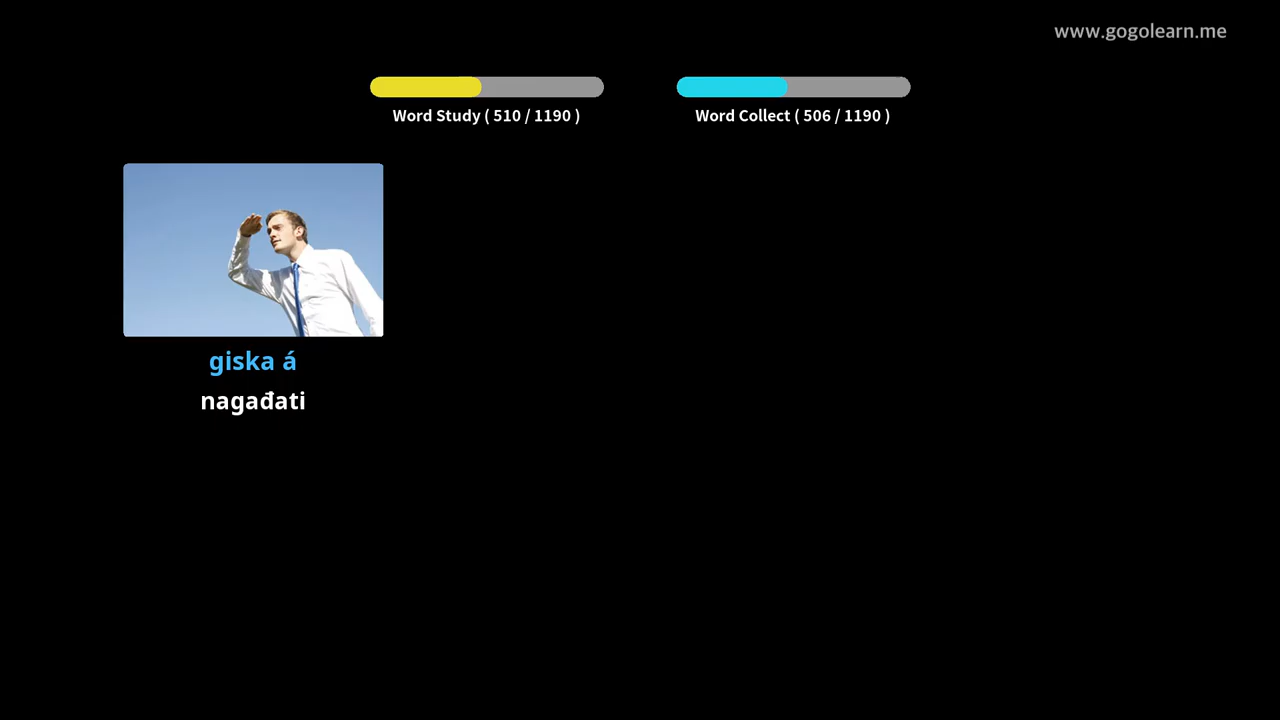 www.gogolearn.me
Word Study ( 510 / 1190 )
Word Collect ( 506 / 1190 )
giska á
nagađati